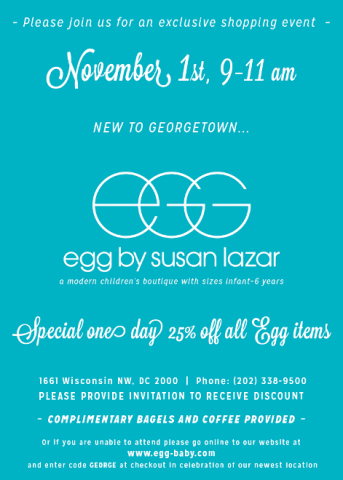 - Please join us for an exclusive shopping event -
November 1st, 9-11 am
NEW TO GEORGETOWN...
egg
egg by susan lazar
a modern children's boutique with sizes infant-6 years
Special one day 25% off all Egg items
1661 Wisconsin NW, DC 2000 | Phone: (202) 338-9500
PLEASE PROVIDE INVITATION TO RECEIVE DISCOUNT
- COMPLIMENTARY BAGELS AND COFFEE PROVIDED -
Or if you are unable to attend please go online to our website at
www.egg-baby.com
and enter code GEORGE at checkout in celebration of our newest location